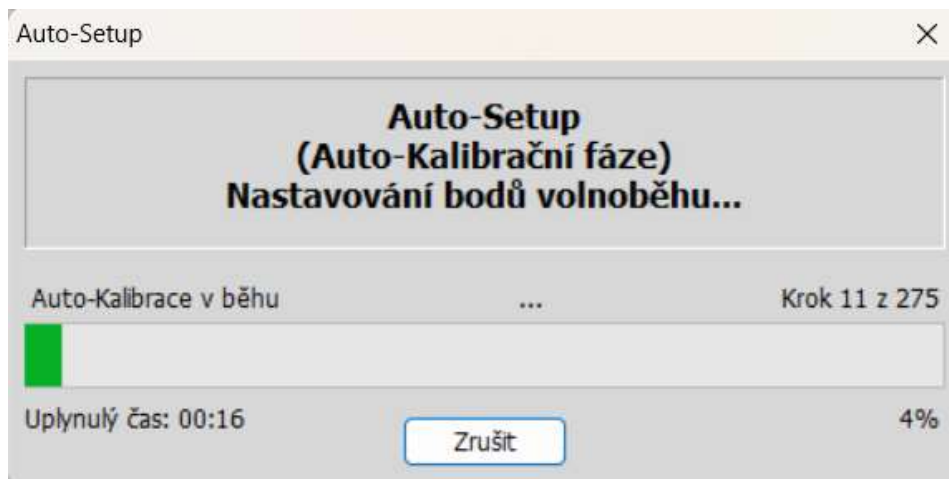 Auto-Setup
Auto-Setup
(Auto-Kalibrační fáze)
Nastavování bodů volnoběhu...
Auto-Kalibrace v běhu ... Krok 11 z 275
Uplynulý čas: 00:16 4%
Zrušit